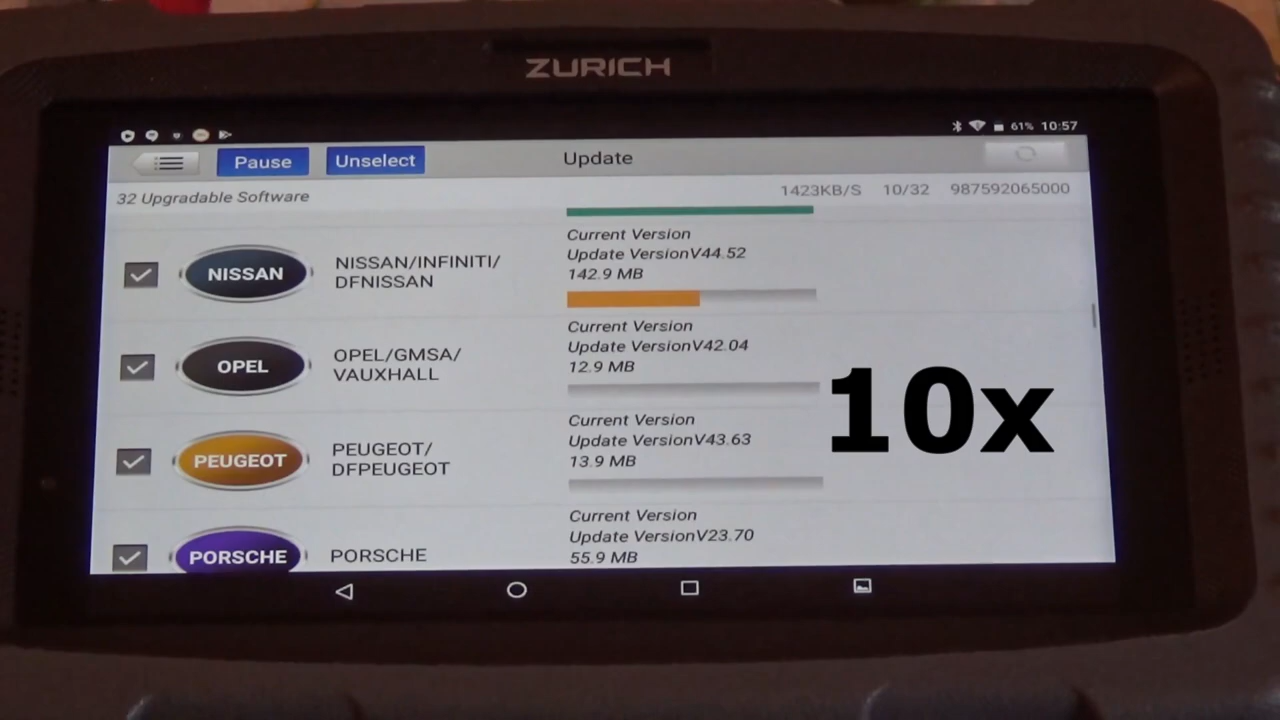 ZURICH
61% 10:57
Pause
Unselect
Update
32 Upgradable Software
1423KB/S 10/32 987592065000
NISSAN
NISSAN/INFINITI/
DFNISSAN
Current Version
Update VersionV44.52
142.9 MB
OPEL
OPEL/GMSA/
VAUXHALL
Current Version
Update VersionV42.04
12.9 MB
PEUGEOT
PEUGEOT/
DFPEUGEOT
Current Version
Update VersionV43.63
13.9 MB
PORSCHE
PORSCHE
Current Version
Update VersionV23.70
55.9 MB
10x